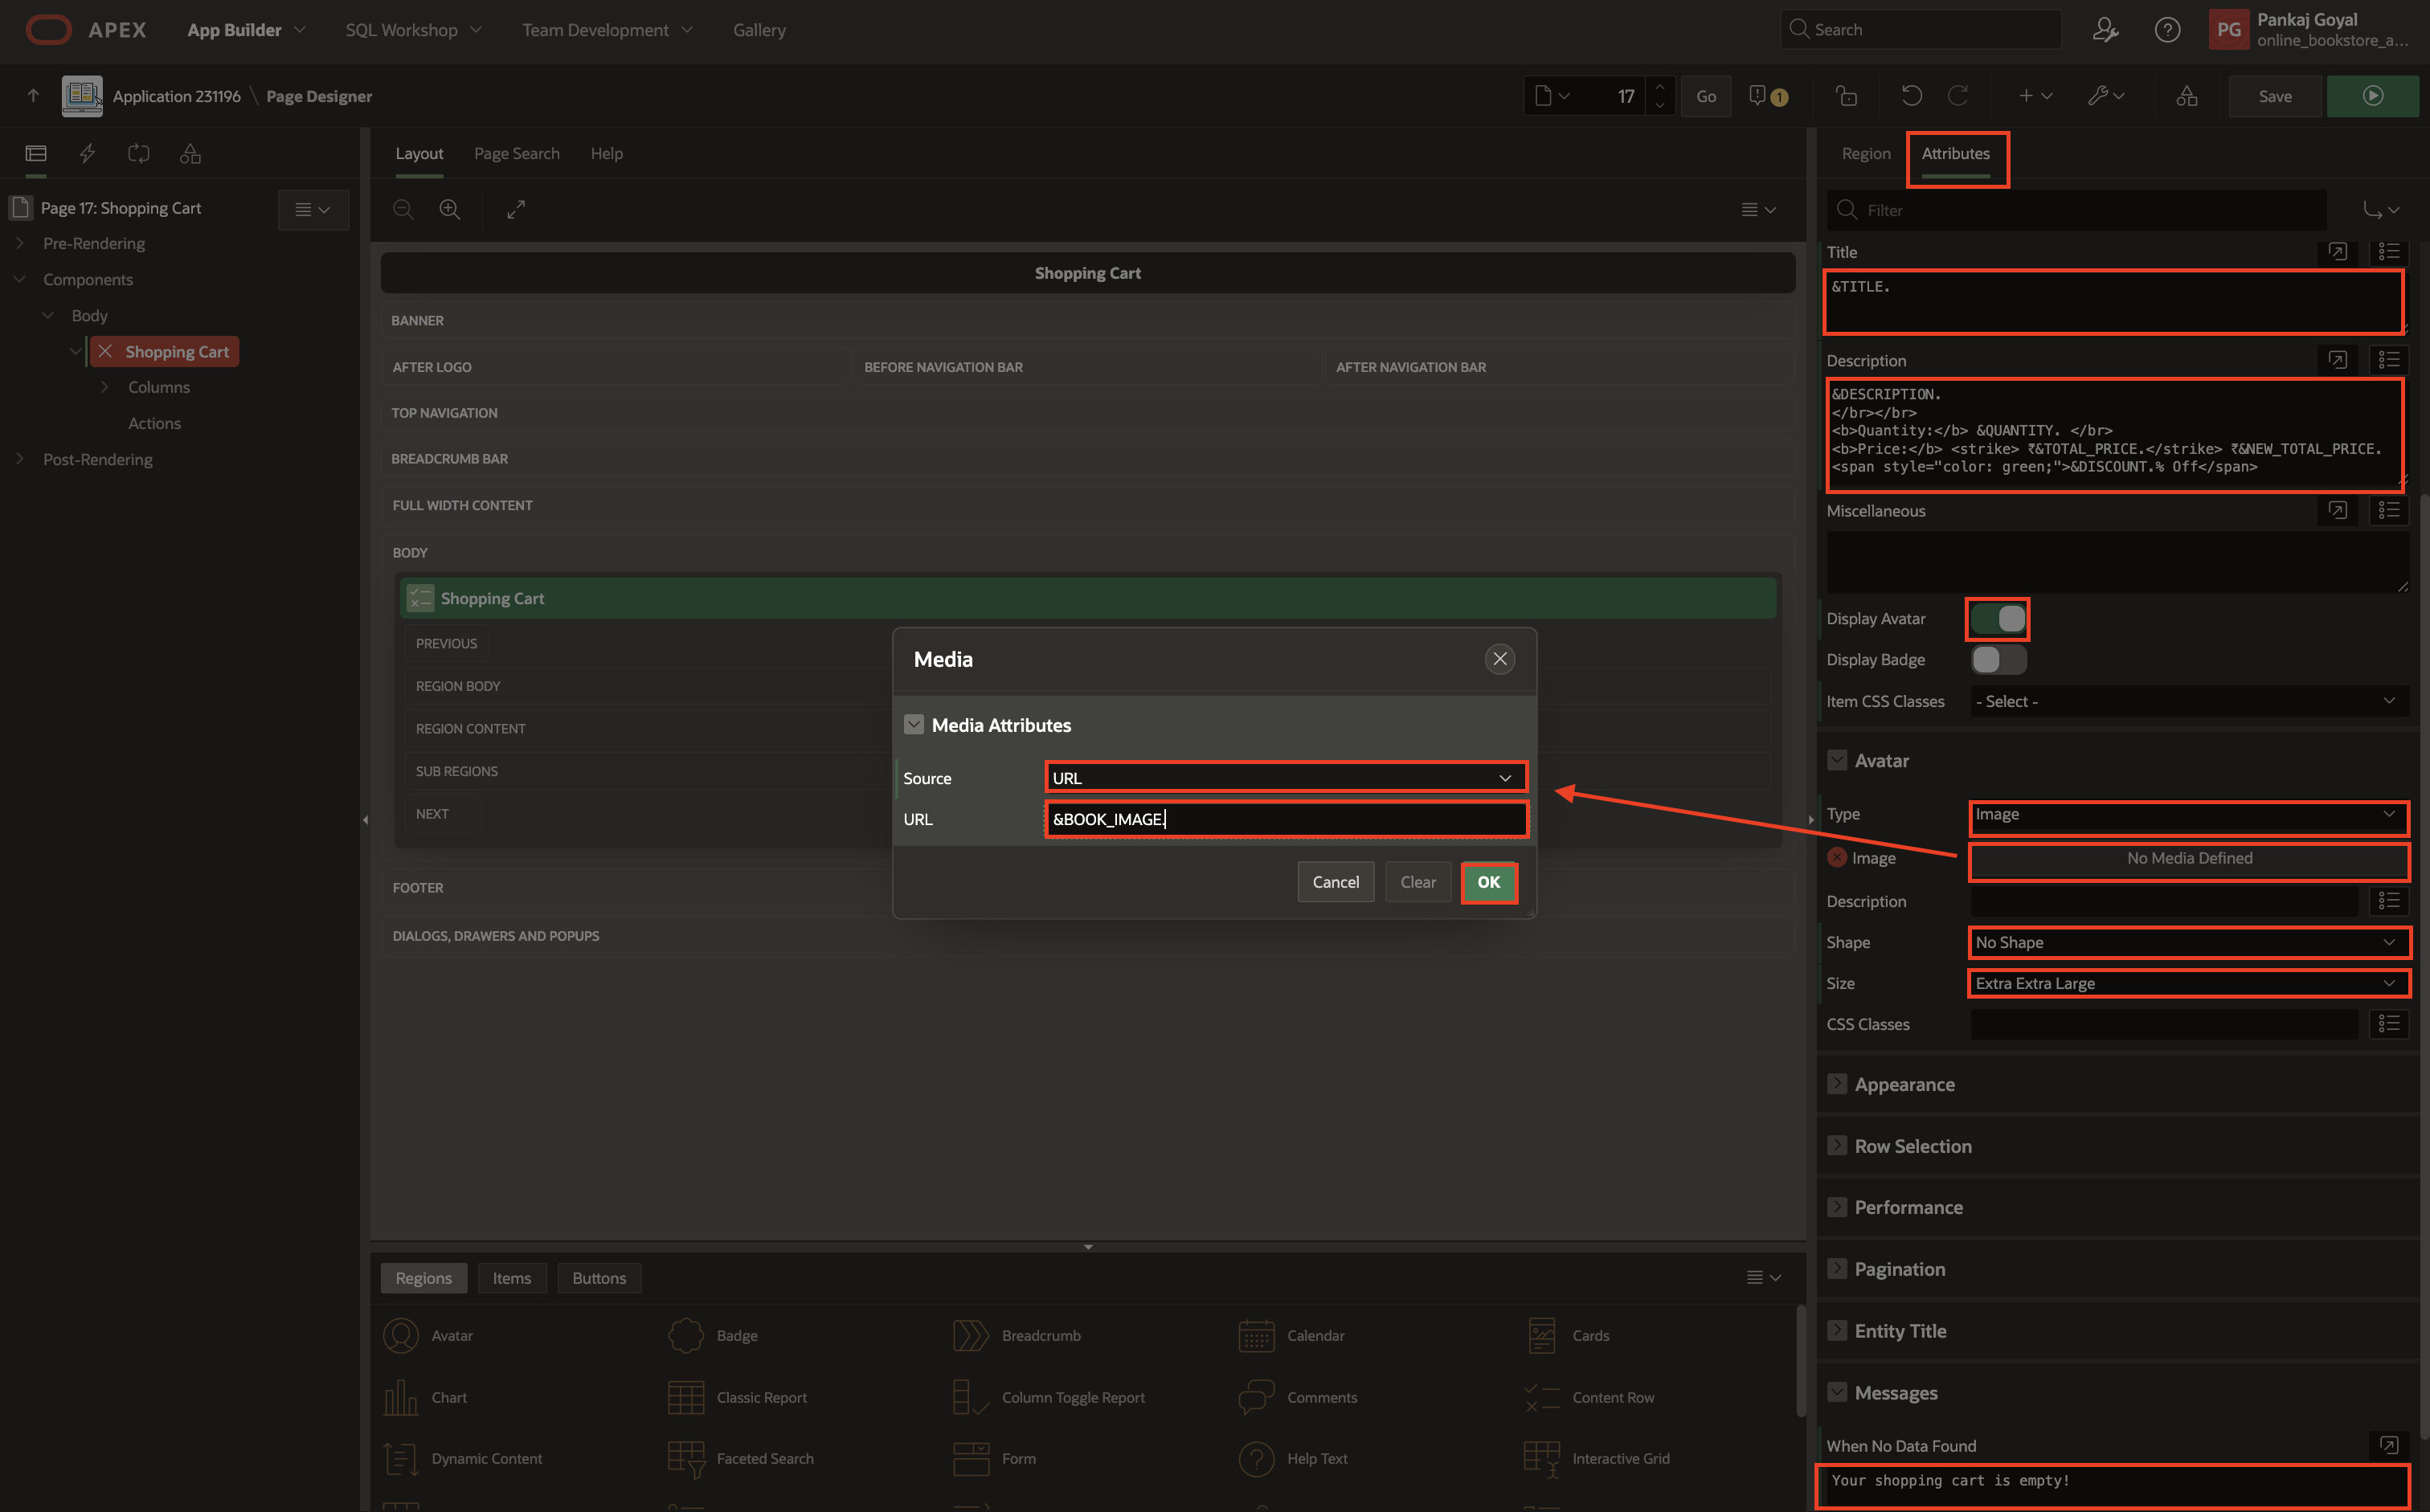 APEX App Builder SQL Workshop Team Development Gallery Search PG Pankaj Goyal
online_bookstore_a...
Application 231196 \ Page Designer 17 Go 1 Save
Layout Page Search Help
Region Attributes
Page 17: Shopping Cart
Pre-Rendering
Components
Body
Shopping Cart
Columns
Actions
Post-Rendering
Shopping Cart
BANNER
AFTER LOGO BEFORE NAVIGATION BAR AFTER NAVIGATION BAR
TOP NAVIGATION
BREADCRUMB BAR
FULL WIDTH CONTENT
BODY
Shopping Cart
PREVIOUS
REGION BODY
REGION CONTENT
SUB REGIONS
NEXT
FOOTER
DIALOGS, DRAWERS AND POPUPS
Media
Media Attributes
Source URL
URL &BOOK_IMAGE.
Cancel Clear OK
Regions Items Buttons
Avatar Badge Breadcrumb Calendar Cards
Chart Classic Report Column Toggle Report Comments Content Row
Dynamic Content Faceted Search Form Help Text Interactive Grid
Filter
Title
&TITLE.
Description
&DESCRIPTION.
</br></br>
<b>Quantity:</b> &QUANTITY. </br>
<b>Price:</b> <strike> ₹&TOTAL_PRICE.</strike> ₹&NEW_TOTAL_PRICE.
<span style="color: green;">&DISCOUNT.% Off</span>
Miscellaneous
Display Avatar
Display Badge
Item CSS Classes - Select -
Avatar
Type Image
Image No Media Defined
Description
Shape No Shape
Size Extra Extra Large
CSS Classes
Appearance
Row Selection
Performance
Pagination
Entity Title
Messages
When No Data Found
Your shopping cart is empty!